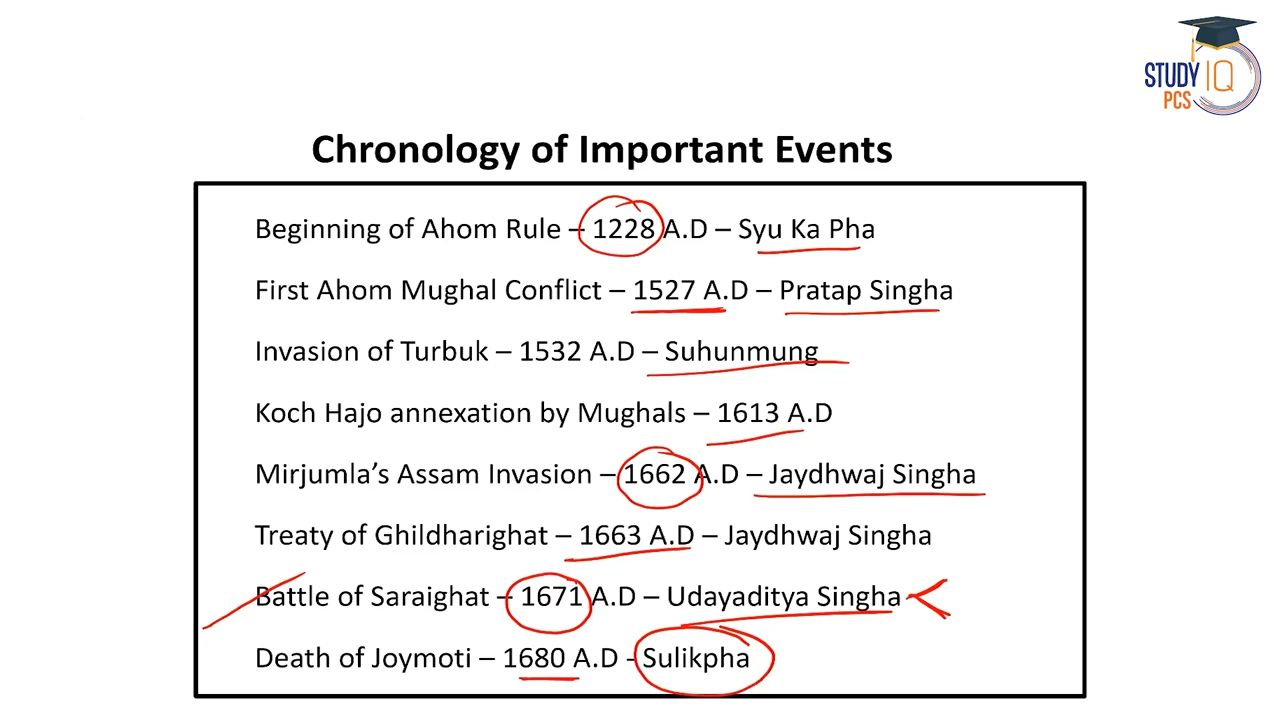 STUDY IQ
PCS
Chronology of Important Events
Beginning of Ahom Rule – 1228 A.D – Syu Ka Pha
First Ahom Mughal Conflict – 1527 A.D – Pratap Singha
Invasion of Turbuk – 1532 A.D – Suhunmung
Koch Hajo annexation by Mughals – 1613 A.D
Mirjumla’s Assam Invasion – 1662 A.D – Jaydhwaj Singha
Treaty of Ghildharighat – 1663 A.D – Jaydhwaj Singha
Battle of Saraighat – 1671 A.D – Udayaditya Singha
Death of Joymoti – 1680 A.D - Sulikpha